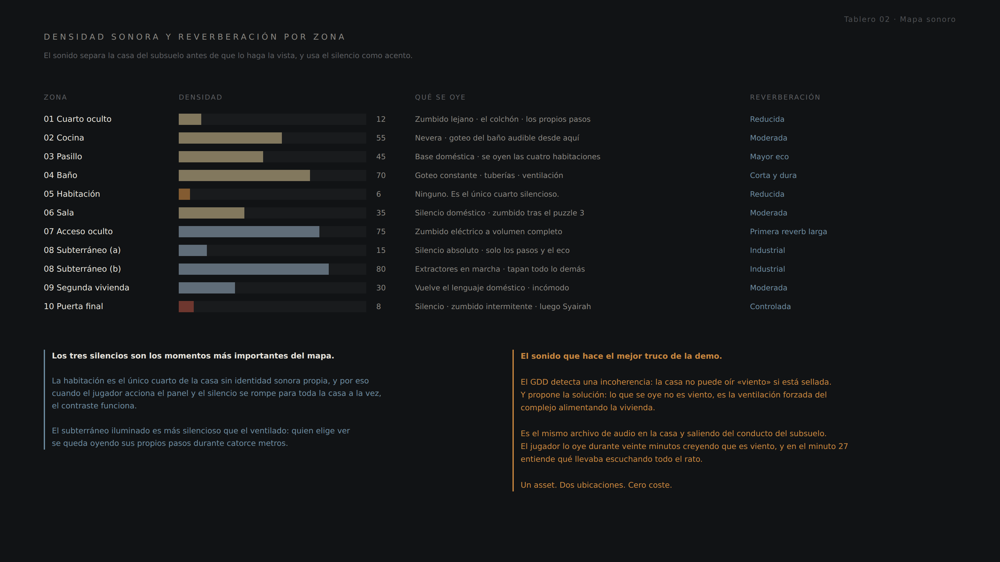 Tablero 02 · Mapa sonoro
DENSIDAD SONORA Y REVERBERACIÓN POR ZONA
El sonido separa la casa del subsuelo antes de que lo haga la vista, y usa el silencio como acento.
ZONA DENSIDAD QUÉ SE OYE REVERBERACIÓN
01 Cuarto oculto 12 Zumbido lejano · el colchón · los propios pasos Reducida
02 Cocina 55 Nevera · goteo del baño audible desde aquí Moderada
03 Pasillo 45 Base doméstica · se oyen las cuatro habitaciones Mayor eco
04 Baño 70 Goteo constante · tuberías · ventilación Corta y dura
05 Habitación 6 Ninguno. Es el único cuarto silencioso. Reducida
06 Sala 35 Silencio doméstico · zumbido tras el puzzle 3 Moderada
07 Acceso oculto 75 Zumbido eléctrico a volumen completo Primera reverb larga
08 Subterráneo (a) 15 Silencio absoluto · solo los pasos y el eco Industrial
08 Subterráneo (b) 80 Extractores en marcha · tapan todo lo demás Industrial
09 Segunda vivienda 30 Vuelve el lenguaje doméstico · incómodo Moderada
10 Puerta final 8 Silencio · zumbido intermitente · luego Syairah Controlada
Los tres silencios son los momentos más importantes del mapa.
La habitación es el único cuarto de la casa sin identidad sonora propia, y por eso
cuando el jugador acciona el panel y el silencio se rompe para toda la casa a la vez,
el contraste funciona.
El subterráneo iluminado es más silencioso que el ventilado: quien elige ver
se queda oyendo sus propios pasos durante catorce metros.
El sonido que hace el mejor truco de la demo.
El GDD detecta una incoherencia: la casa no puede oír «viento» si está sellada.
Y propone la solución: lo que se oye no es viento, es la ventilación forzada del
complejo alimentando la vivienda.
Es el mismo archivo de audio en la casa y saliendo del conducto del subsuelo.
El jugador lo oye durante veinte minutos creyendo que es viento, y en el minuto 27
entiende qué llevaba escuchando todo el rato.
Un asset. Dos ubicaciones. Cero coste.